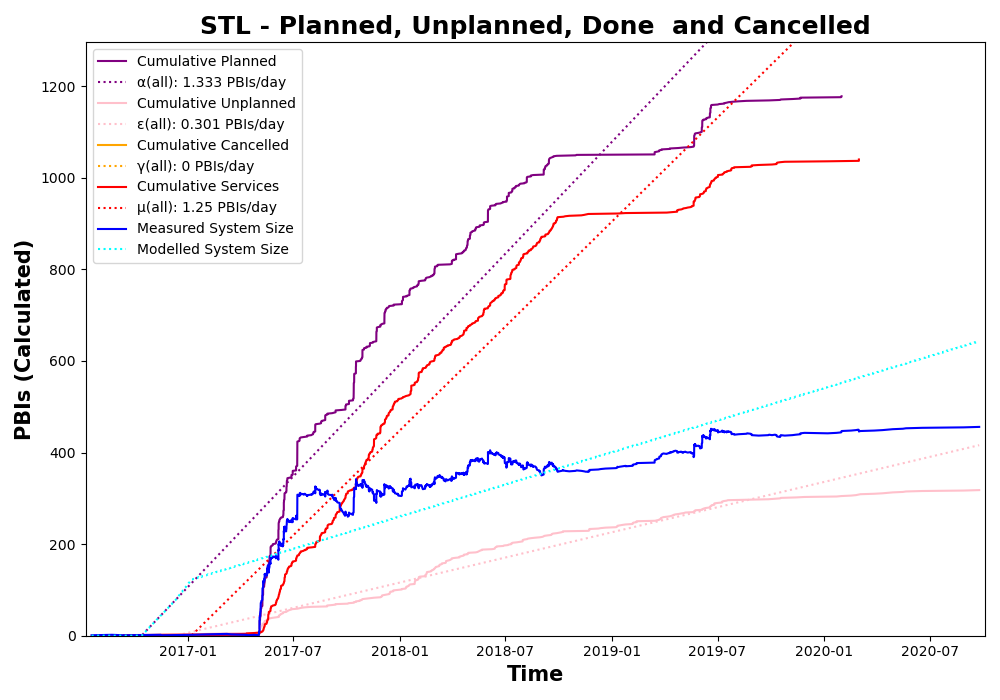 STL - Planned, Unplanned, Done  and Cancelled
Cumulative Planned
α(all): 1.333 PBIs/day
Cumulative Unplanned
ε(all): 0.301 PBIs/day
Cumulative Cancelled
γ(all): 0 PBIs/day
Cumulative Services
μ(all): 1.25 PBIs/day
Measured System Size
Modelled System Size
PBIs (Calculated)
1200
1000
800
600
400
200
0
2017-01 2017-07 2018-01 2018-07 2019-01 2019-07 2020-01 2020-07
Time